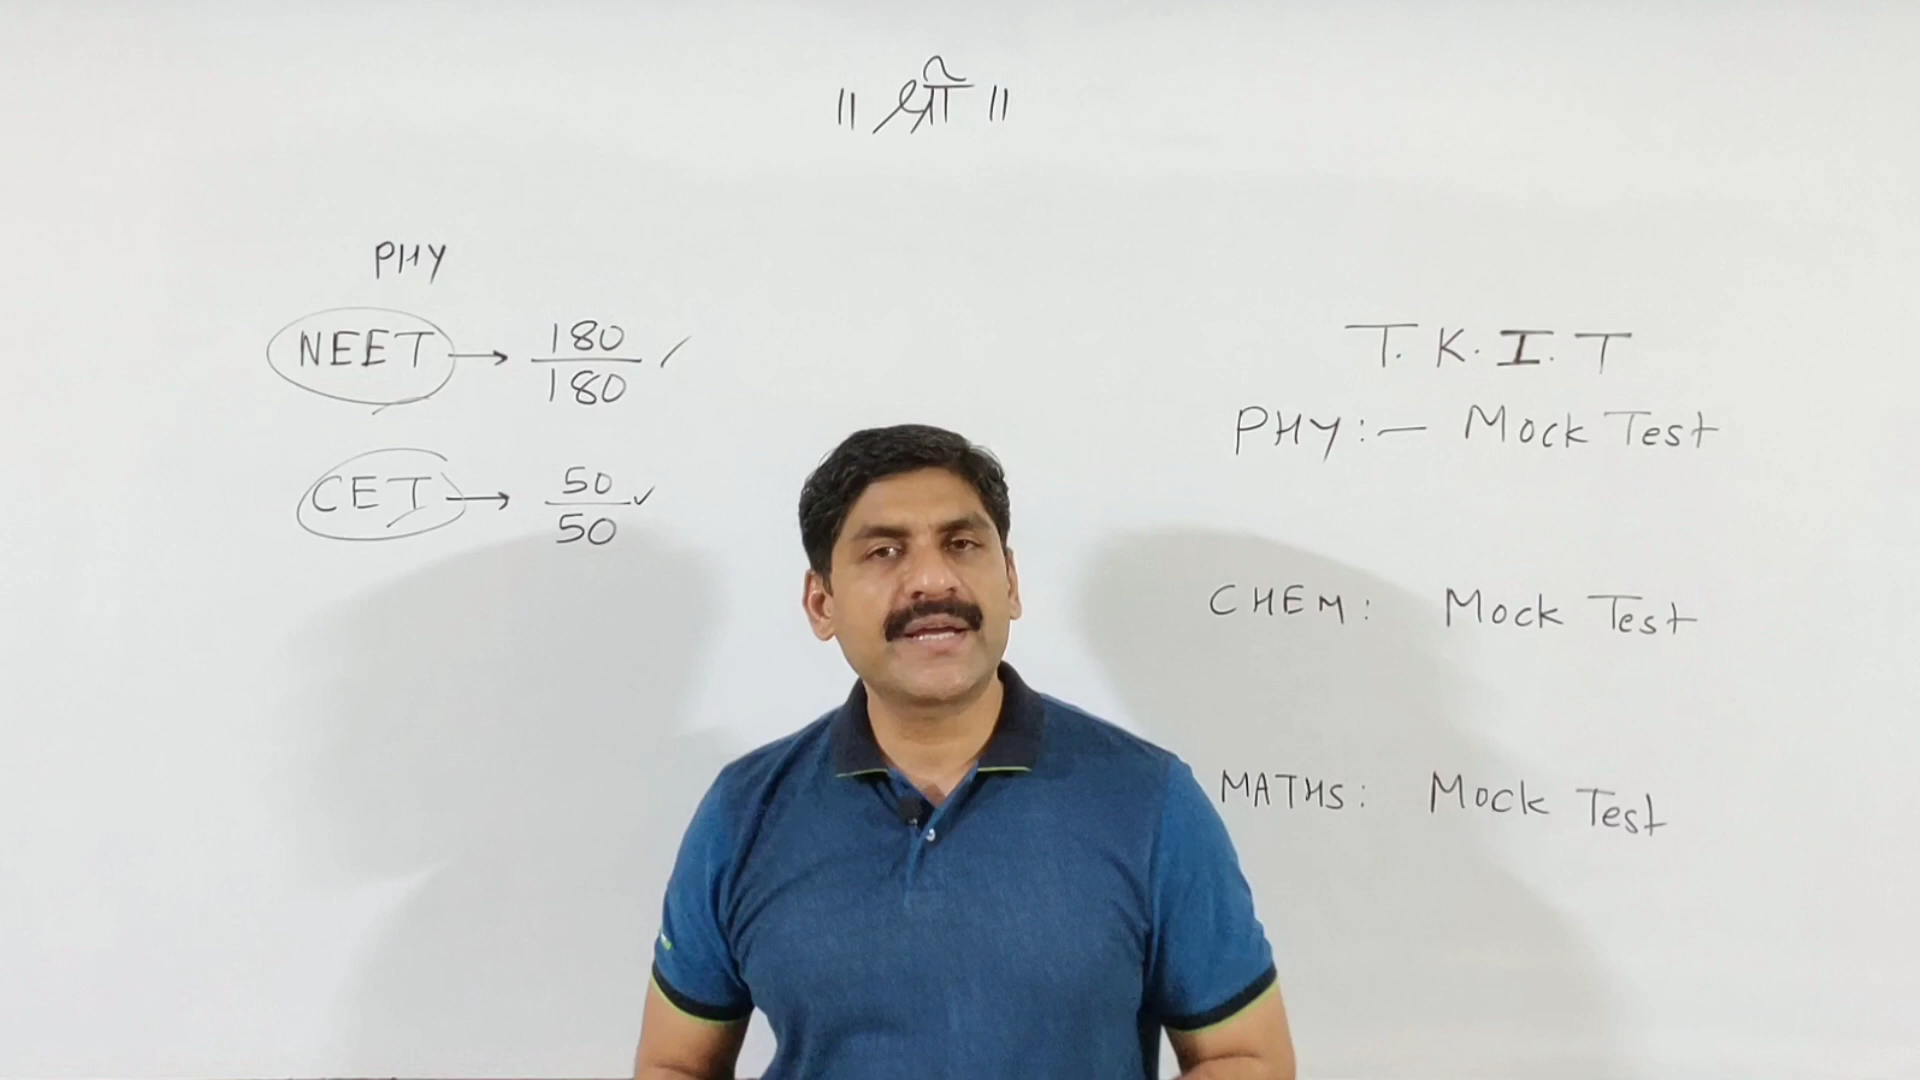 ॥ श्री ॥
PHY
NEET → 180/180
CET → 50/50 ✓
T.K.I.T
PHY:— Mock Test
CHEM: Mock Test
MATHS: Mock Test